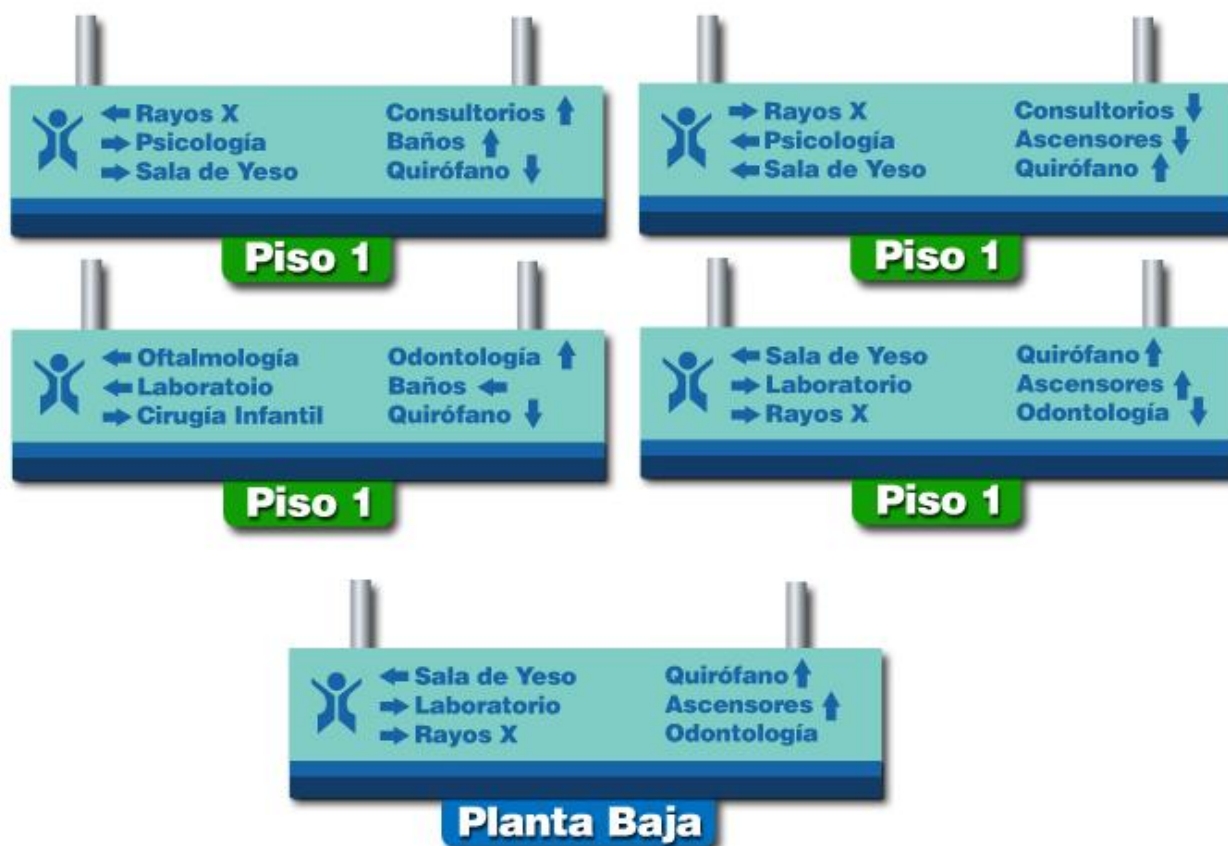 Rayos X
Psicología
Sala de Yeso
Consultorios
Baños
Quirófano
Piso 1
Rayos X
Psicología
Sala de Yeso
Consultorios
Ascensores
Quirófano
Piso 1
Oftalmología
Laboratoio
Cirugía Infantil
Odontología
Baños
Quirófano
Piso 1
Sala de Yeso
Laboratorio
Rayos X
Quirófano
Ascensores
Odontología
Piso 1
Sala de Yeso
Laboratorio
Rayos X
Quirófano
Ascensores
Odontología
Planta Baja